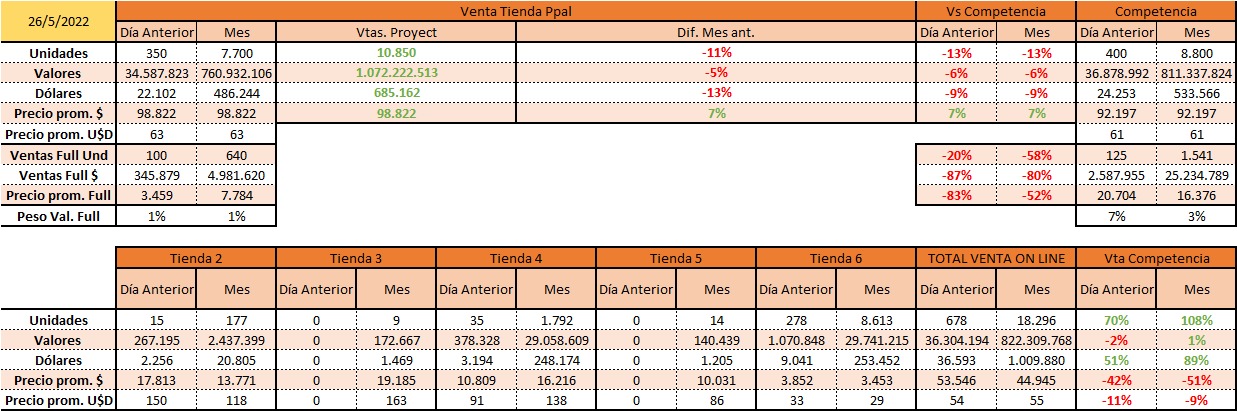 26/5/2022 Venta Tienda Ppal Vs Competencia Competencia
Día Anterior Mes Vtas. Proyect Dif. Mes ant. Día Anterior Mes Día Anterior Mes
Unidades 350 7.700 10.850 -11% -13% -13% 400 8.800
Valores 34.587.823 760.932.106 1.072.222.513 -5% -6% -6% 36.878.992 811.337.824
Dólares 22.102 486.244 685.162 -13% -9% -9% 24.253 533.566
Precio prom. $ 98.822 98.822 98.822 7% 7% 7% 92.197 92.197
Precio prom. U$D 63 63 61 61
Ventas Full Und 100 640 -20% -58% 125 1.541
Ventas Full $ 345.879 4.981.620 -87% -80% 2.587.955 25.234.789
Precio prom. Full 3.459 7.784 -83% -52% 20.704 16.376
Peso Val. Full 1% 1% 7% 3%
Tienda 2 Tienda 3 Tienda 4 Tienda 5 Tienda 6 TOTAL VENTA ON LINE Vta Competencia
Día Anterior Mes Día Anterior Mes Día Anterior Mes Día Anterior Mes Día Anterior Mes Día Anterior Mes Día Anterior Mes
Unidades 15 177 0 9 35 1.792 0 14 278 8.613 678 18.296 70% 108%
Valores 267.195 2.437.399 0 172.667 378.328 29.058.609 0 140.439 1.070.848 29.741.215 36.304.194 822.309.768 -2% 1%
Dólares 2.256 20.805 0 1.469 3.194 248.174 0 1.205 9.041 253.452 36.593 1.009.880 51% 89%
Precio prom. $ 17.813 13.771 0 19.185 10.809 16.216 0 10.031 3.852 3.453 53.546 44.945 -42% -51%
Precio prom. U$D 150 118 0 163 91 138 0 86 33 29 54 55 -11% -9%